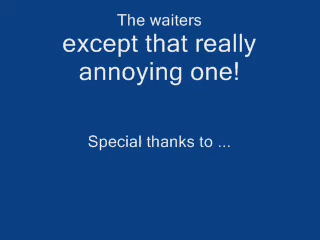 The waiters
except that really
annoying one!
Special thanks to ...